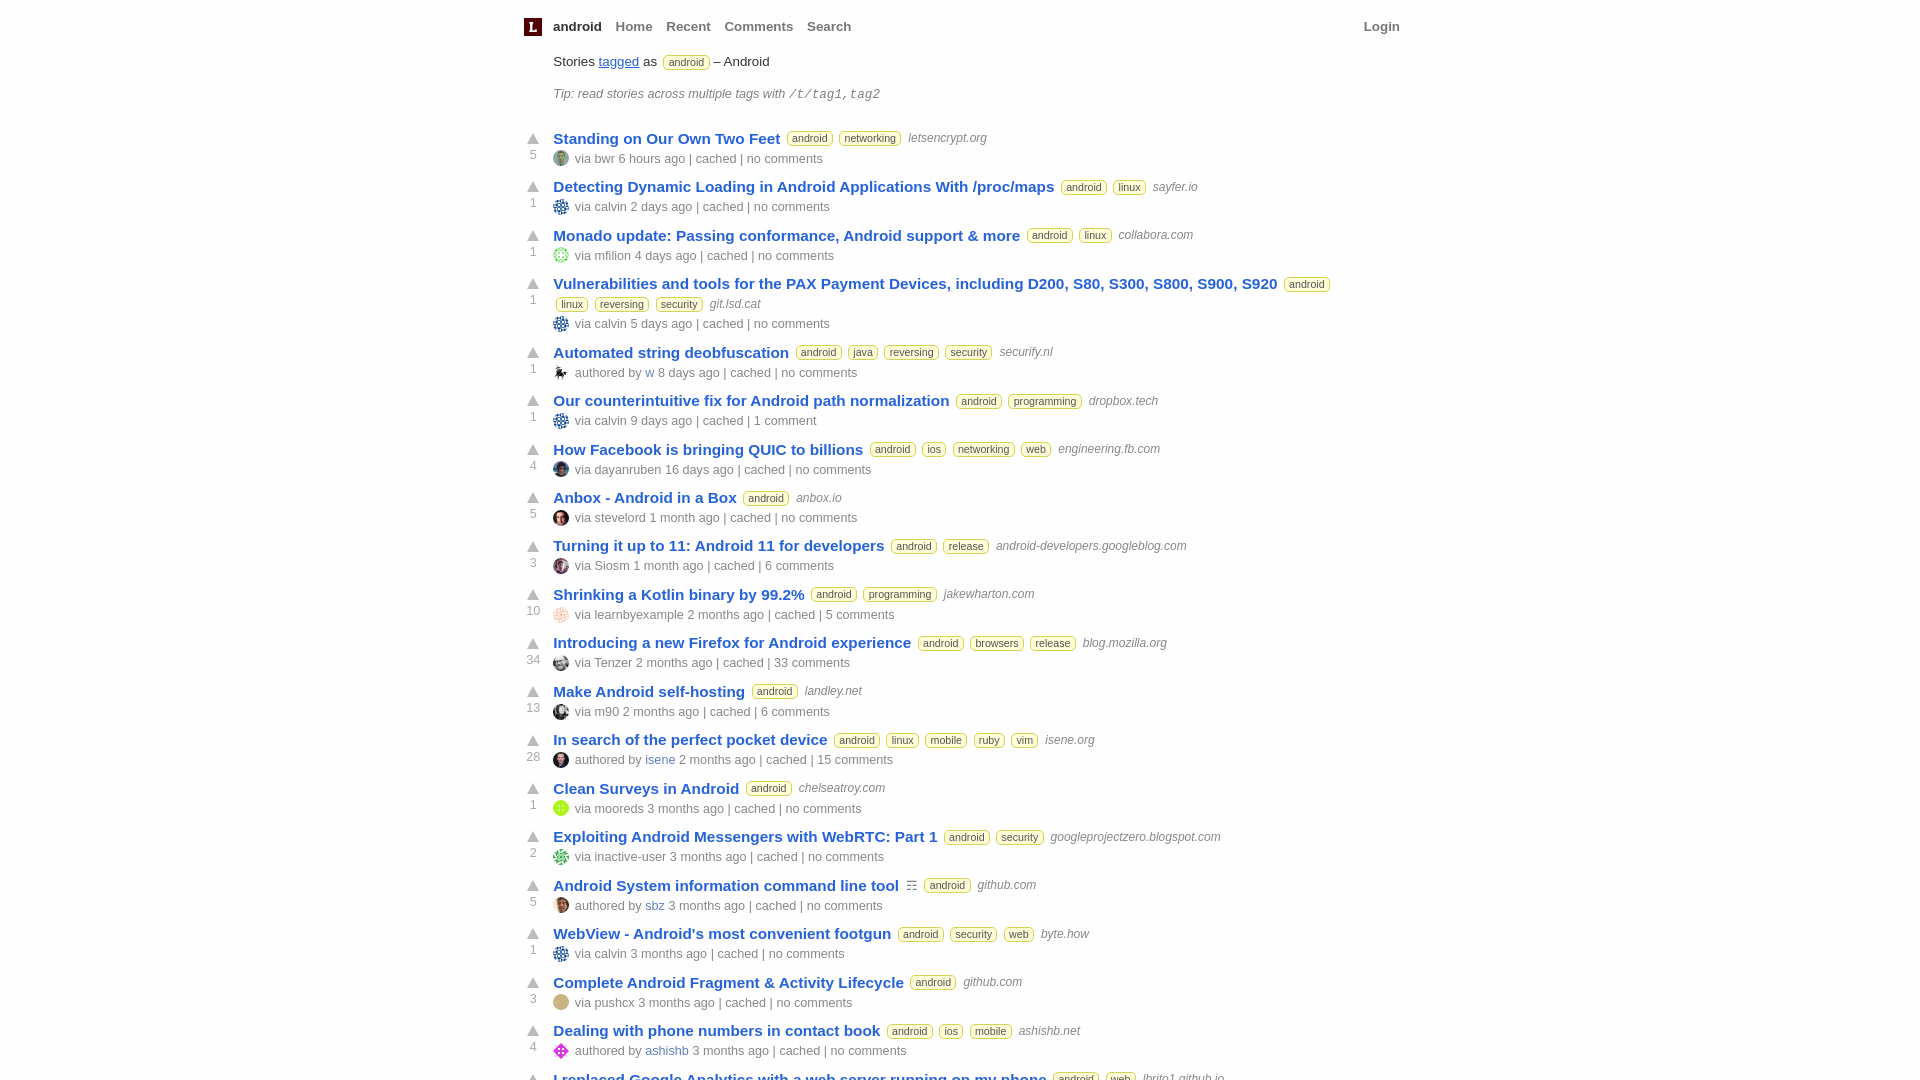 L android Home Recent Comments Search Login
Stories tagged as android – Android
Tip: read stories across multiple tags with /t/tag1,tag2
Standing on Our Own Two Feet android networking letsencrypt.org
5 via bwr 6 hours ago | cached | no comments
Detecting Dynamic Loading in Android Applications With /proc/maps android linux sayfer.io
1 via calvin 2 days ago | cached | no comments
Monado update: Passing conformance, Android support & more android linux collabora.com
1 via mfilion 4 days ago | cached | no comments
Vulnerabilities and tools for the PAX Payment Devices, including D200, S80, S300, S800, S900, S920 android
1 linux reversing security git.lsd.cat
via calvin 5 days ago | cached | no comments
Automated string deobfuscation android java reversing security securify.nl
1 authored by w 8 days ago | cached | no comments
Our counterintuitive fix for Android path normalization android programming dropbox.tech
1 via calvin 9 days ago | cached | 1 comment
How Facebook is bringing QUIC to billions android ios networking web engineering.fb.com
4 via dayanruben 16 days ago | cached | no comments
Anbox - Android in a Box android anbox.io
5 via stevelord 1 month ago | cached | no comments
Turning it up to 11: Android 11 for developers android release android-developers.googleblog.com
3 via Siosm 1 month ago | cached | 6 comments
Shrinking a Kotlin binary by 99.2% android programming jakewharton.com
10 via learnbyexample 2 months ago | cached | 5 comments
Introducing a new Firefox for Android experience android browsers release blog.mozilla.org
34 via Tenzer 2 months ago | cached | 33 comments
Make Android self-hosting android landley.net
13 via m90 2 months ago | cached | 6 comments
In search of the perfect pocket device android linux mobile ruby vim isene.org
28 authored by isene 2 months ago | cached | 15 comments
Clean Surveys in Android android chelseatroy.com
1 via mooreds 3 months ago | cached | no comments
Exploiting Android Messengers with WebRTC: Part 1 android security googleprojectzero.blogspot.com
2 via inactive-user 3 months ago | cached | no comments
Android System information command line tool ☶ android github.com
5 authored by sbz 3 months ago | cached | no comments
WebView - Android's most convenient footgun android security web byte.how
1 via calvin 3 months ago | cached | no comments
Complete Android Fragment & Activity Lifecycle android github.com
3 via pushcx 3 months ago | cached | no comments
Dealing with phone numbers in contact book android ios mobile ashishb.net
4 authored by ashishb 3 months ago | cached | no comments
I replaced Google Analytics with a web server running on my phone android web lbrito1.github.io